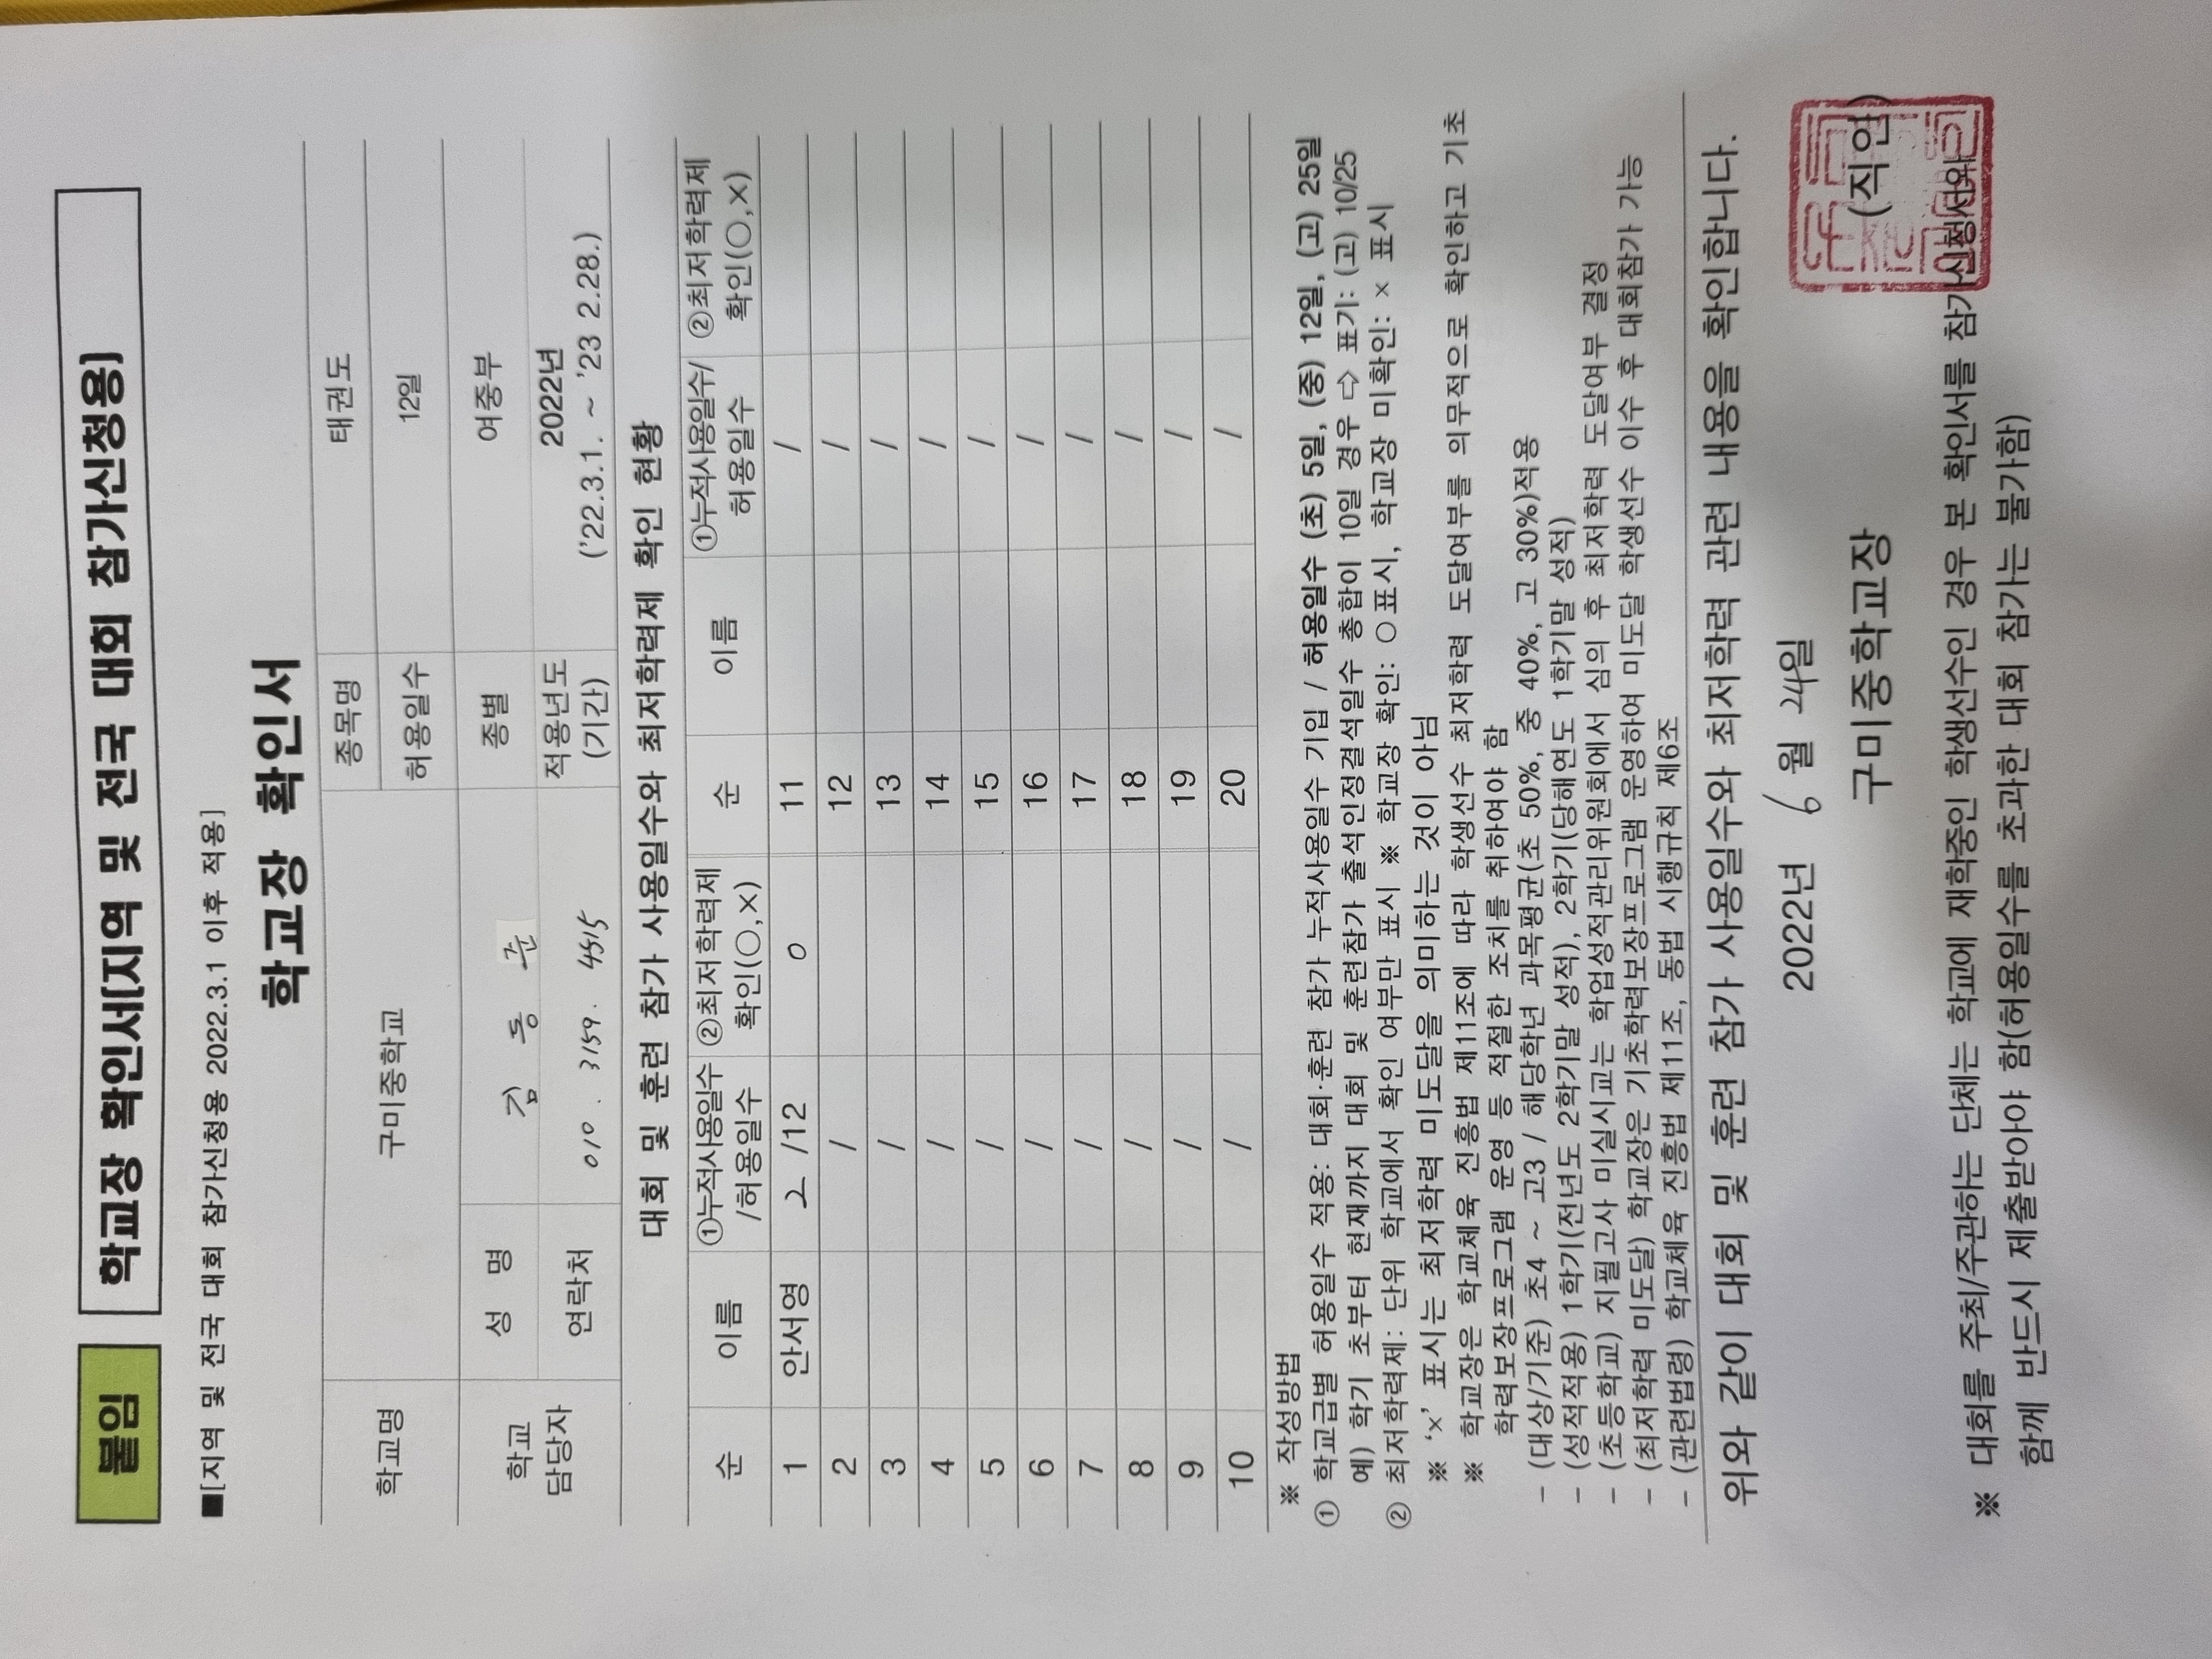 붙임 학교장 확인서[지역 및 전국 대회 참가신청용]
■[지역 및 전국 대회 참가신청용 2022.3.1 이후 적용]
학교장 확인서
학교명 구미중학교 종목명 태권도
허용일수 12일
학교 담당자 성 명 김 동 준 종별 여중부
연락처 010. 3159. 4515 적용년도 (기간) 2022년 ('22.3.1. ~ '23 2.28.)
대회 및 훈련 참가 사용일수와 최저학력제 확인 현황
순 이름 ①누적사용일수 /허용일수 ②최저학력제 확인(○,×) 순 이름 ①누적사용일수/ 허용일수 ②최저학력제 확인(○,×)
1 안서영 2 /12 ○ 11 /
2 / 12 /
3 / 13 /
4 / 14 /
5 / 15 /
6 / 16 /
7 / 17 /
8 / 18 /
9 / 19 /
10 / 20 /
※ 작성방법
① 학교급별 허용일수 적용: 대회·훈련 참가 누적사용일수 기입 / 허용일수 (초) 5일, (중) 12일, (고) 25일
예) 학기 초부터 현재까지 대회 및 훈련참가 출석인정결석일수 총합이 10일 경우 ⇨ 표기: (고) 10/25
② 최저학력제: 단위 학교에서 확인 여부만 표시 ※ 학교장 확인: ○표시, 학교장 미확인: × 표시
※ '×' 표시는 최저학력 미도달을 의미하는 것이 아님
※ 학교장은 학교체육 진흥법 제11조에 따라 학생선수 최저학력 도달여부를 의무적으로 확인하고 기초
학력보장프로그램 운영 등 적절한 조치를 취하여야 함
- (대상/기준) 초4 ~ 고3 / 해당학년 과목평균(초 50%, 중 40%, 고 30%)적용
- (성적적용) 1학기(전년도 2학기말 성적), 2학기(당해연도 1학기말 성적)
- (초등학교) 지필고사 미실시교는 학업성적관리위원회에서 심의 후 최저학력 도달여부 결정
- (최저학력 미도달) 학교장은 기초학력보장프로그램 운영하여 미도달 학생선수 이수 후 대회참가 가능
- (관련법령) 학교체육 진흥법 제11조, 동법 시행규칙 제6조
위와 같이 대회 및 훈련 참가 사용일수와 최저학력 관련 내용을 확인합니다.
2022년 6 월 24일
구미중학교장 (직인)
※ 대회를 주최/주관하는 단체는 학교에 재학중인 학생선수인 경우 본 확인서를 참가신청서와
함께 반드시 제출받아야 함(허용일수를 초과한 대회 참가는 불가함)